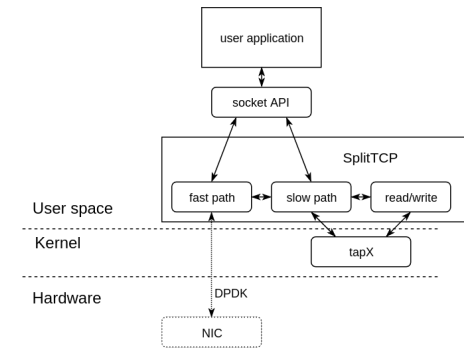 user application
socket API
SplitTCP
fast path
slow path
read/write
User space
Kernel
tapX
Hardware
DPDK
NIC